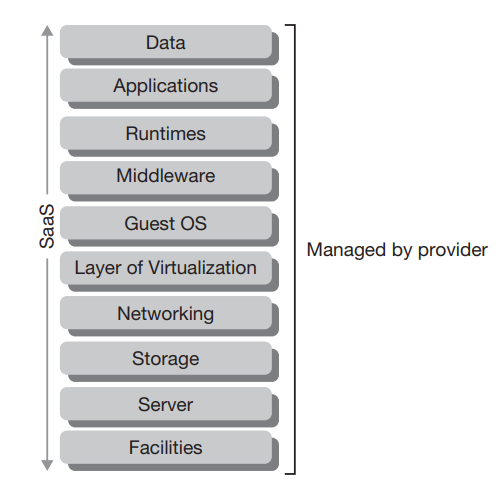 Data
Applications
Runtimes
Middleware
Guest OS
Layer of Virtualization
Networking
Storage
Server
Facilities
SaaS
Managed by provider